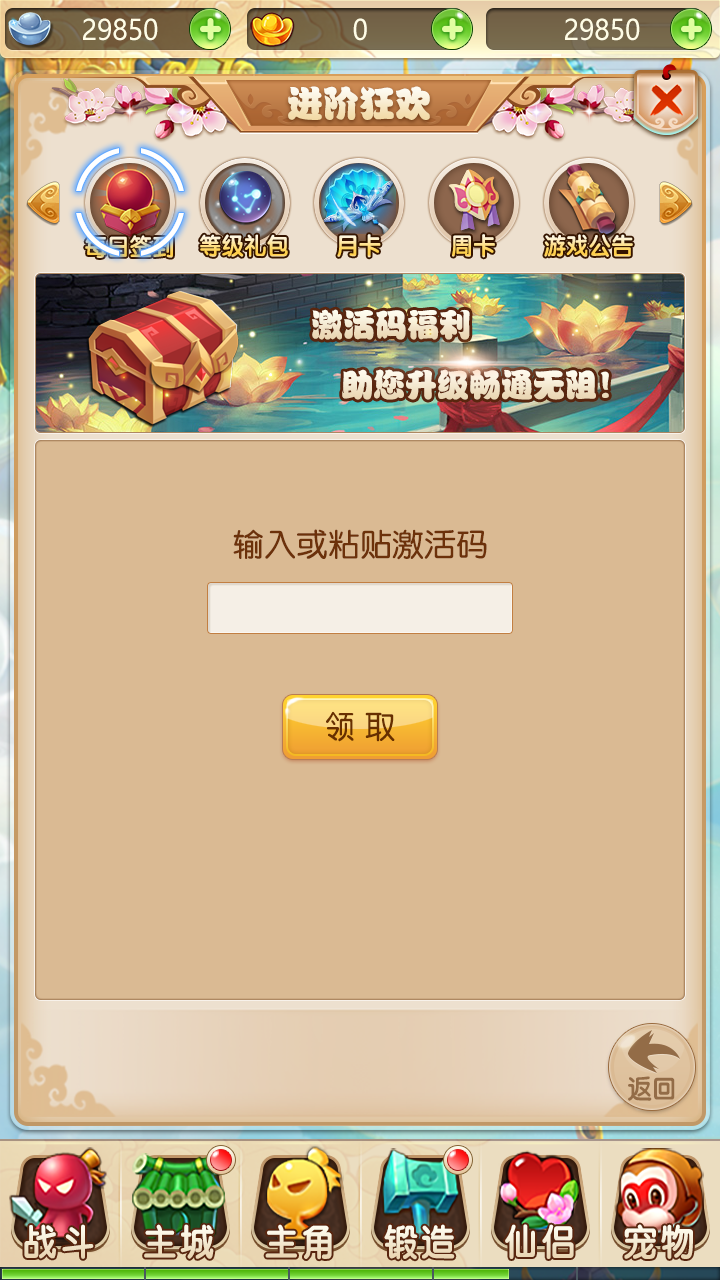 29850 0 29850
进阶狂欢
每日签到 等级礼包 月卡 周卡 游戏公告
激活码福利
助您升级畅通无阻!
输入或粘贴激活码
领取
返回
战斗 主城 主角 锻造 仙侣 宠物